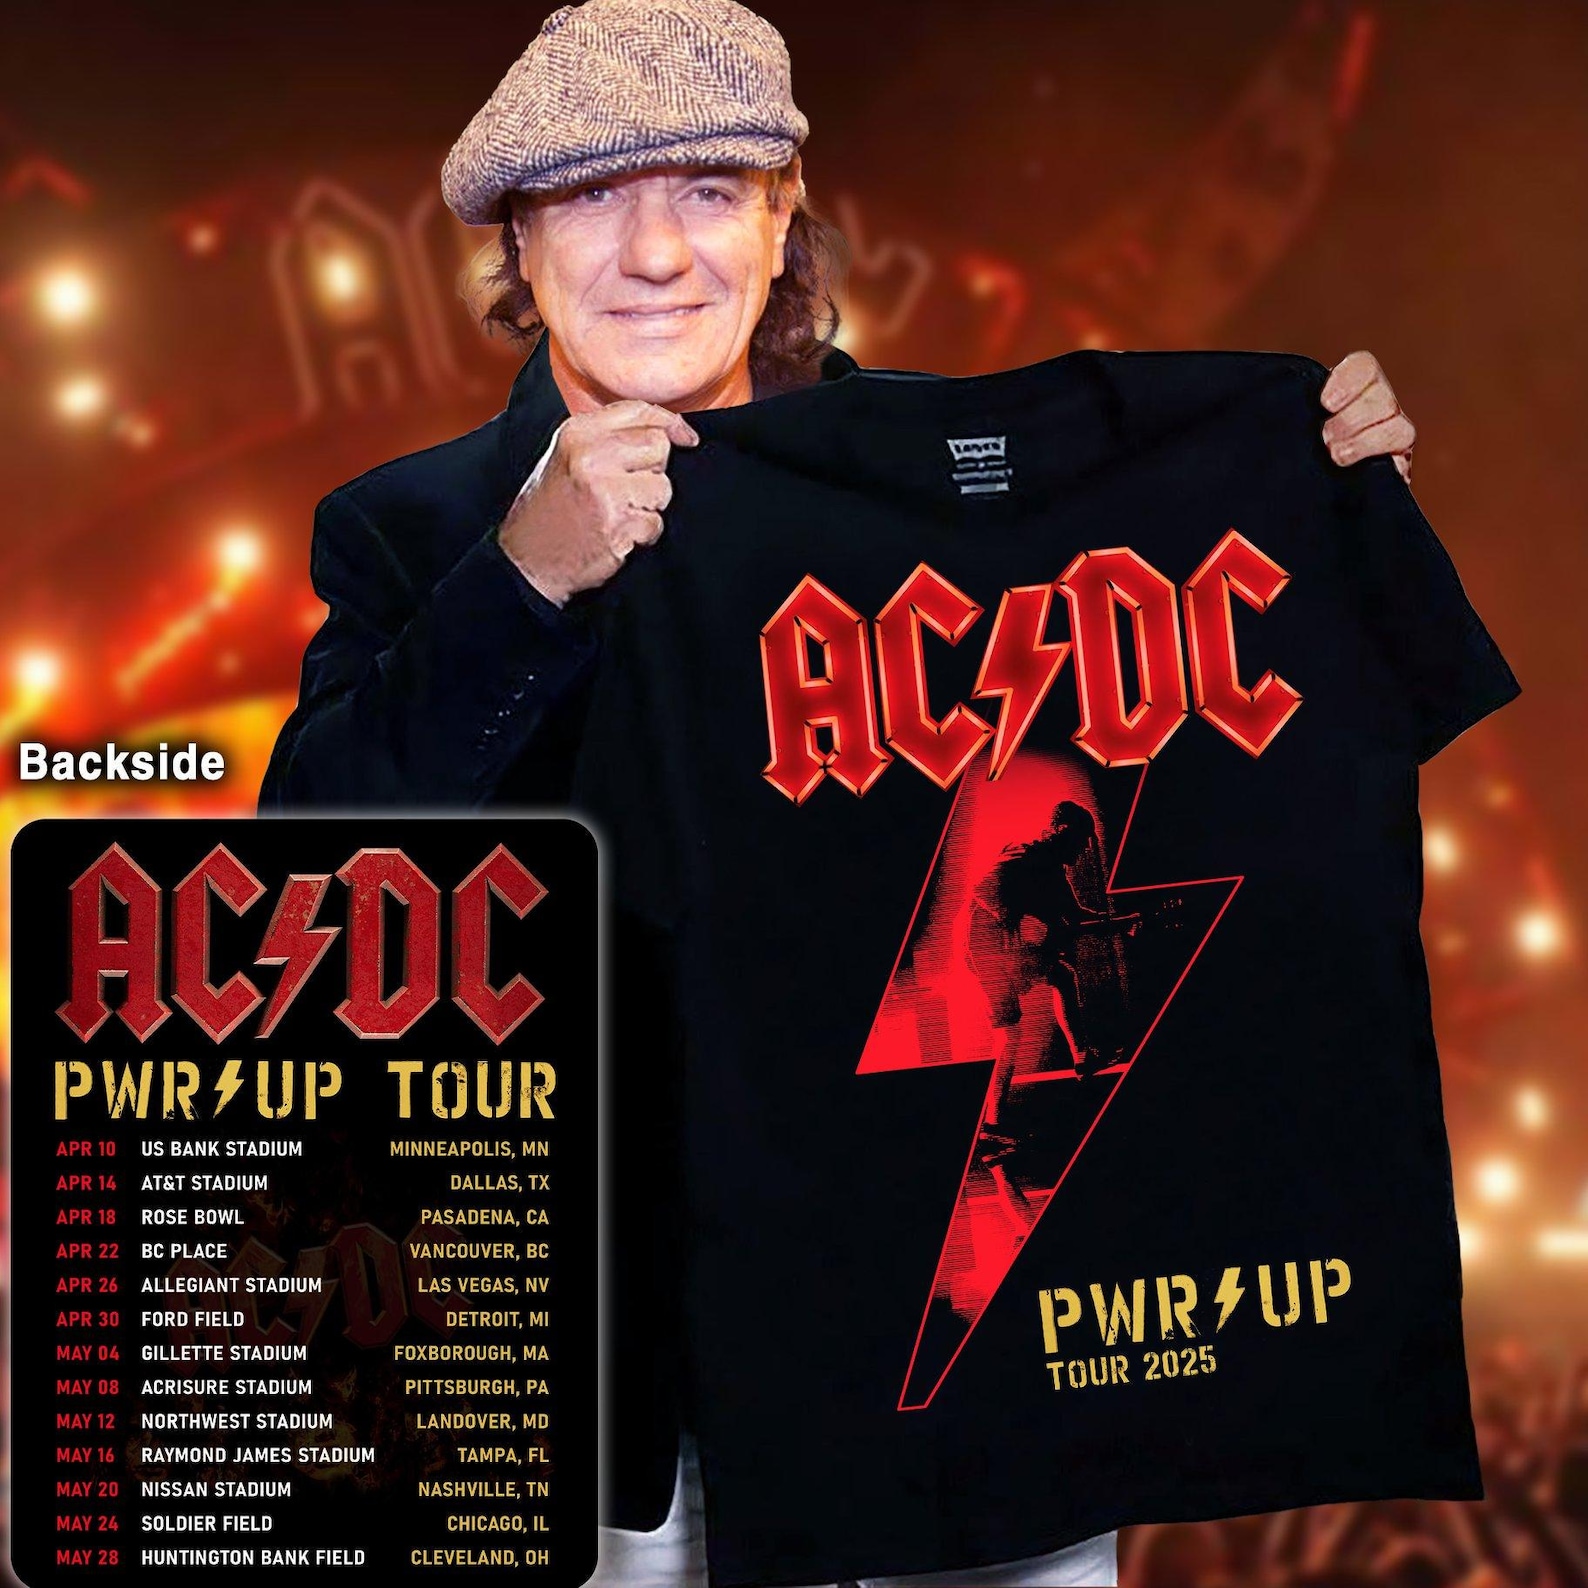 AC⚡DC
PWR⚡UP
TOUR 2025
Backside
AC⚡DC
PWR⚡UP TOUR
APR 10 US BANK STADIUM MINNEAPOLIS, MN
APR 14 AT&T STADIUM DALLAS, TX
APR 18 ROSE BOWL PASADENA, CA
APR 22 BC PLACE VANCOUVER, BC
APR 26 ALLEGIANT STADIUM LAS VEGAS, NV
APR 30 FORD FIELD DETROIT, MI
MAY 04 GILLETTE STADIUM FOXBOROUGH, MA
MAY 08 ACRISURE STADIUM PITTSBURGH, PA
MAY 12 NORTHWEST STADIUM LANDOVER, MD
MAY 16 RAYMOND JAMES STADIUM TAMPA, FL
MAY 20 NISSAN STADIUM NASHVILLE, TN
MAY 24 SOLDIER FIELD CHICAGO, IL
MAY 28 HUNTINGTON BANK FIELD CLEVELAND, OH